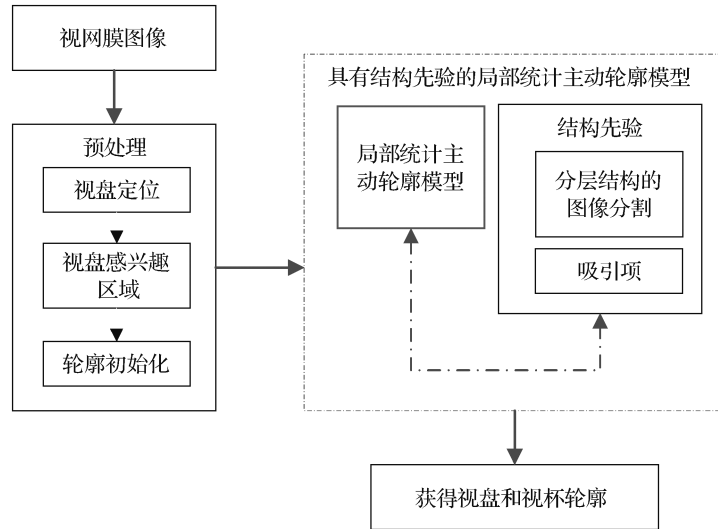 视网膜图像
预处理
视盘定位
视盘感兴趣
区域
轮廓初始化
具有结构先验的局部统计主动轮廓模型
局部统计主
动轮廓模型
结构先验
分层结构的
图像分割
吸引项
获得视盘和视杯轮廓